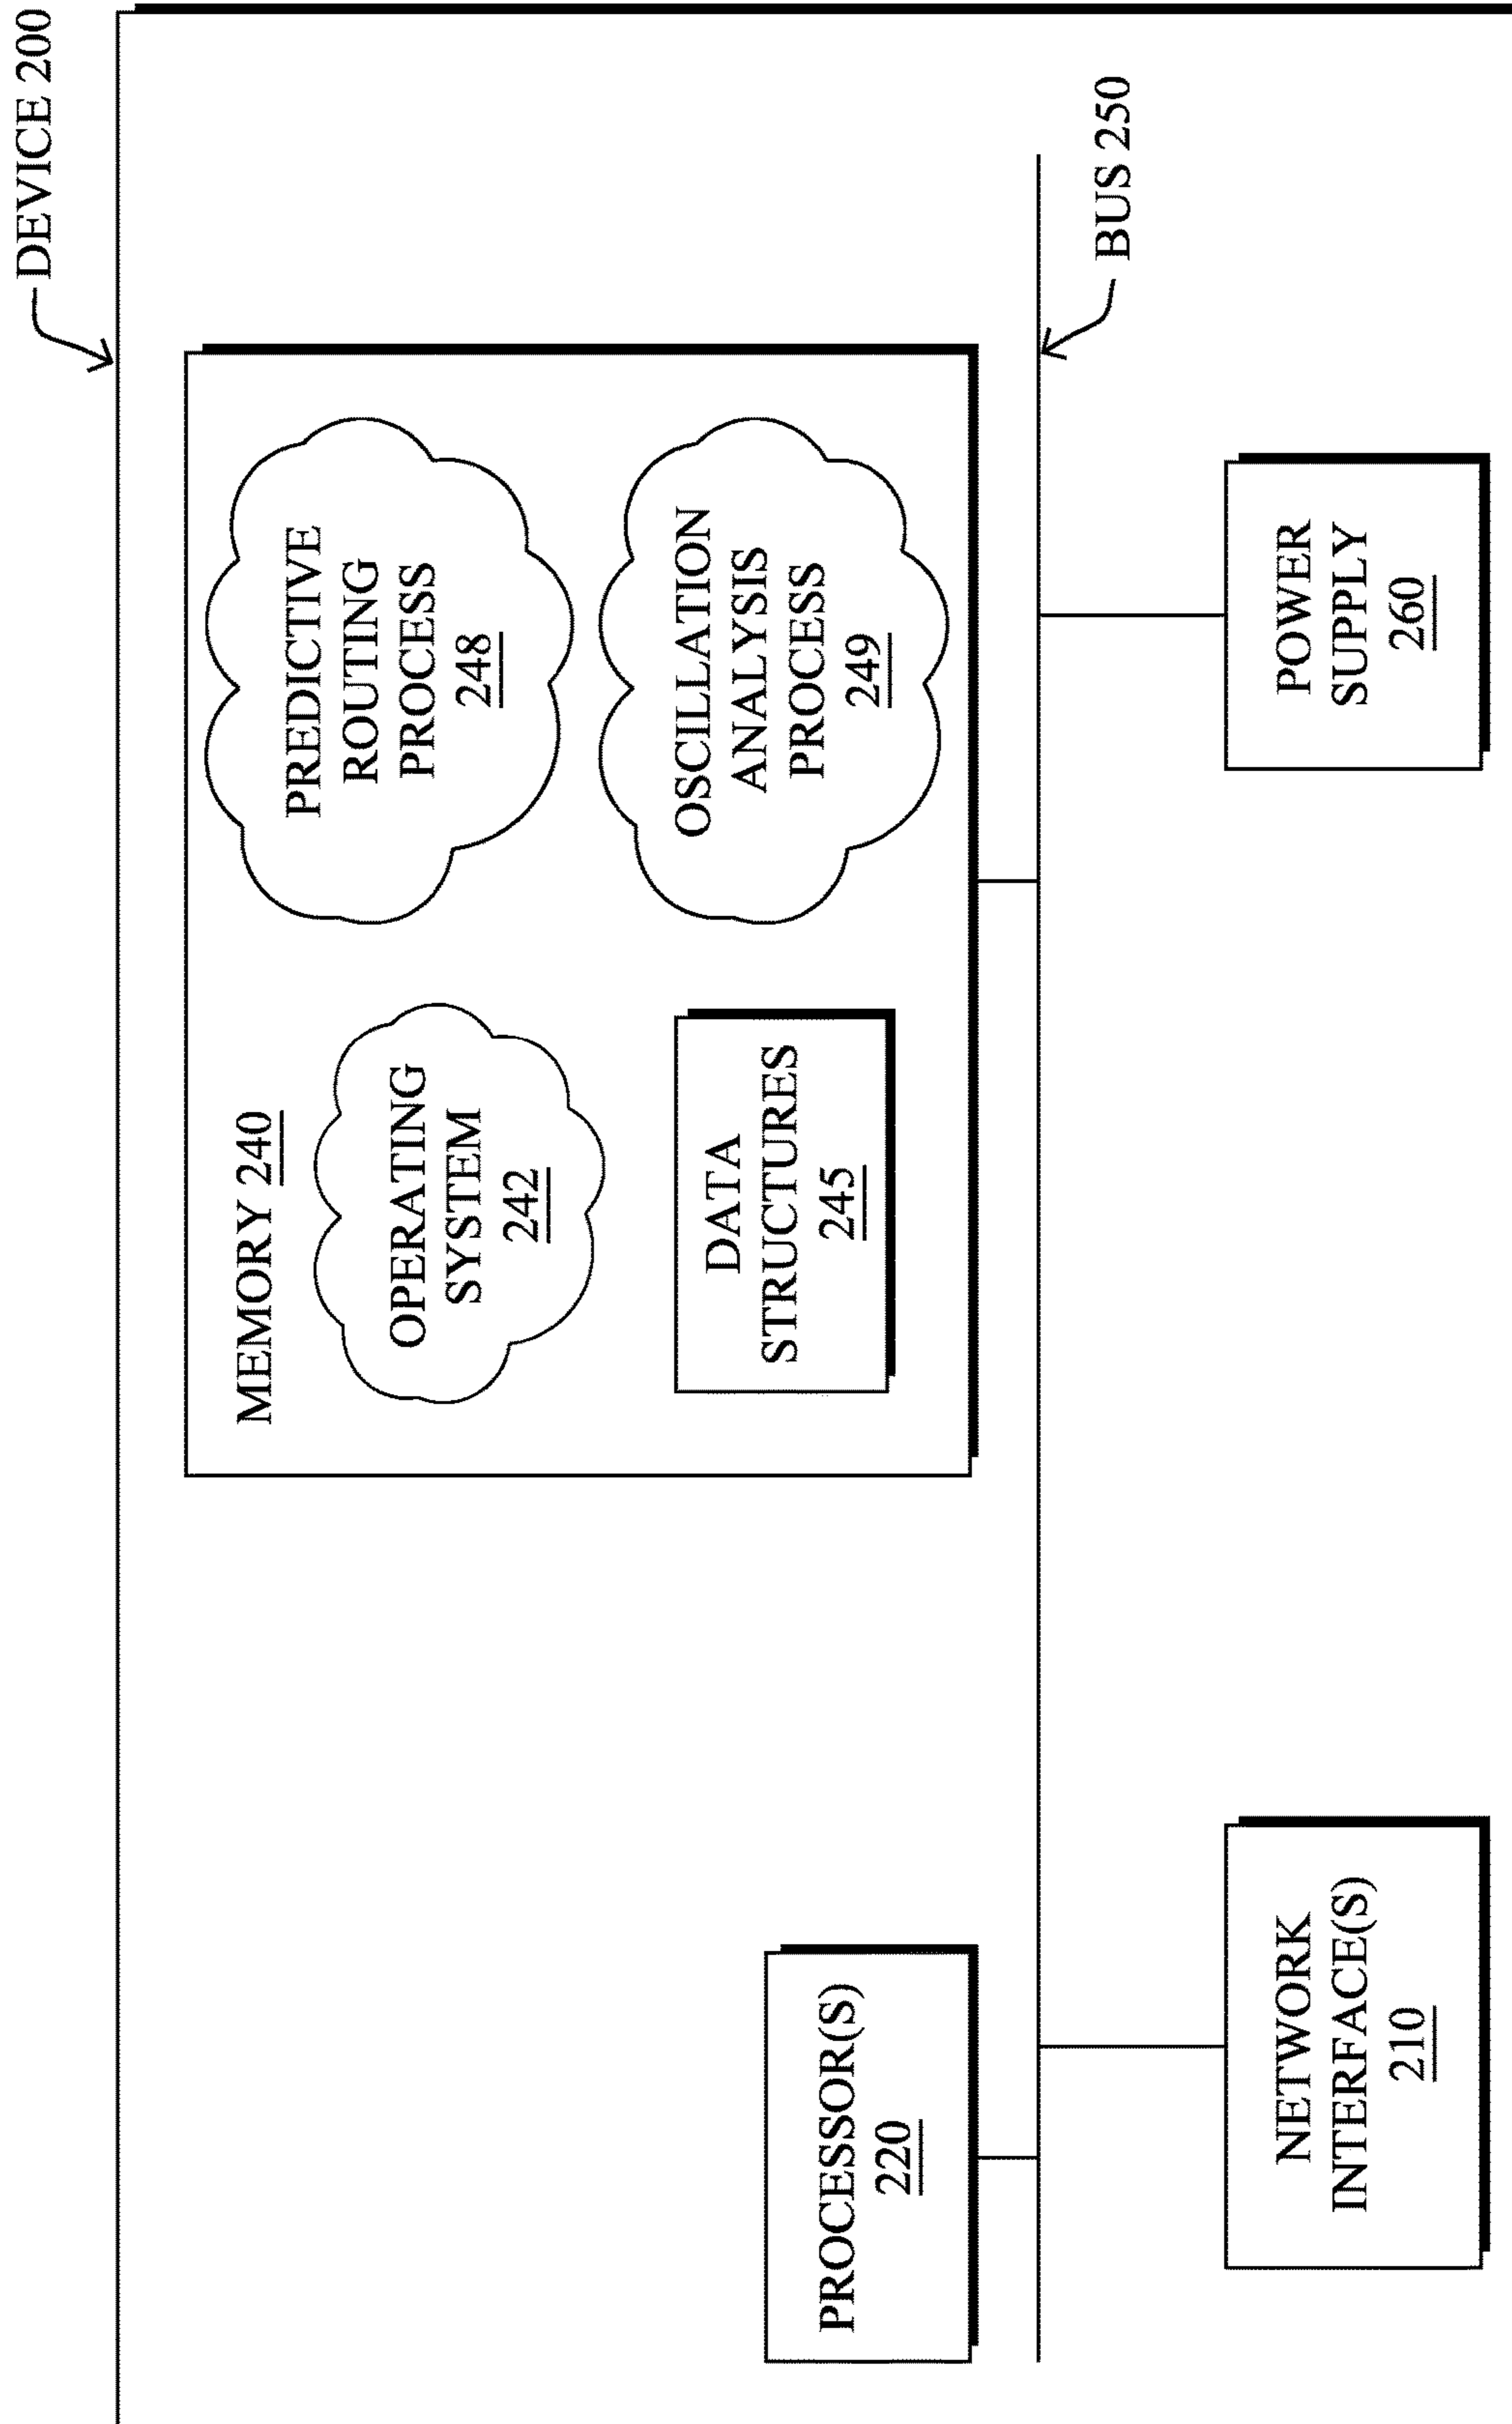 DEVICE 200
MEMORY 240
OPERATING
SYSTEM
242
PREDICTIVE
ROUTING
PROCESS
248
DATA
STRUCTURES
245
OSCILLATION
ANALYSIS
PROCESS
249
PROCESSOR(S)
220
BUS 250
NETWORK
INTERFACE(S)
210
POWER
SUPPLY
260